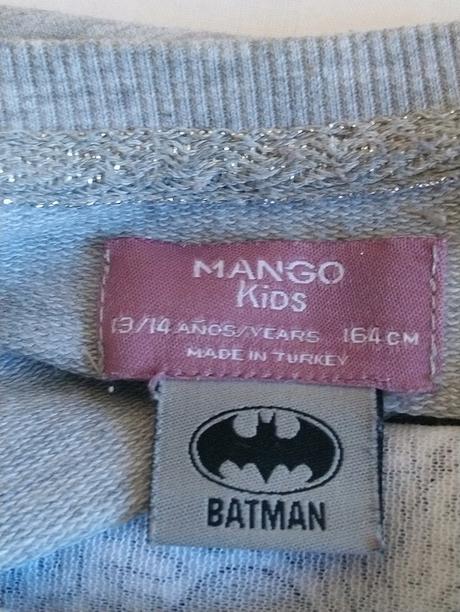 MANGO
KiDS
13/14 AÑOS/YEARS 164 CM
MADE IN TURKEY
BATMAN